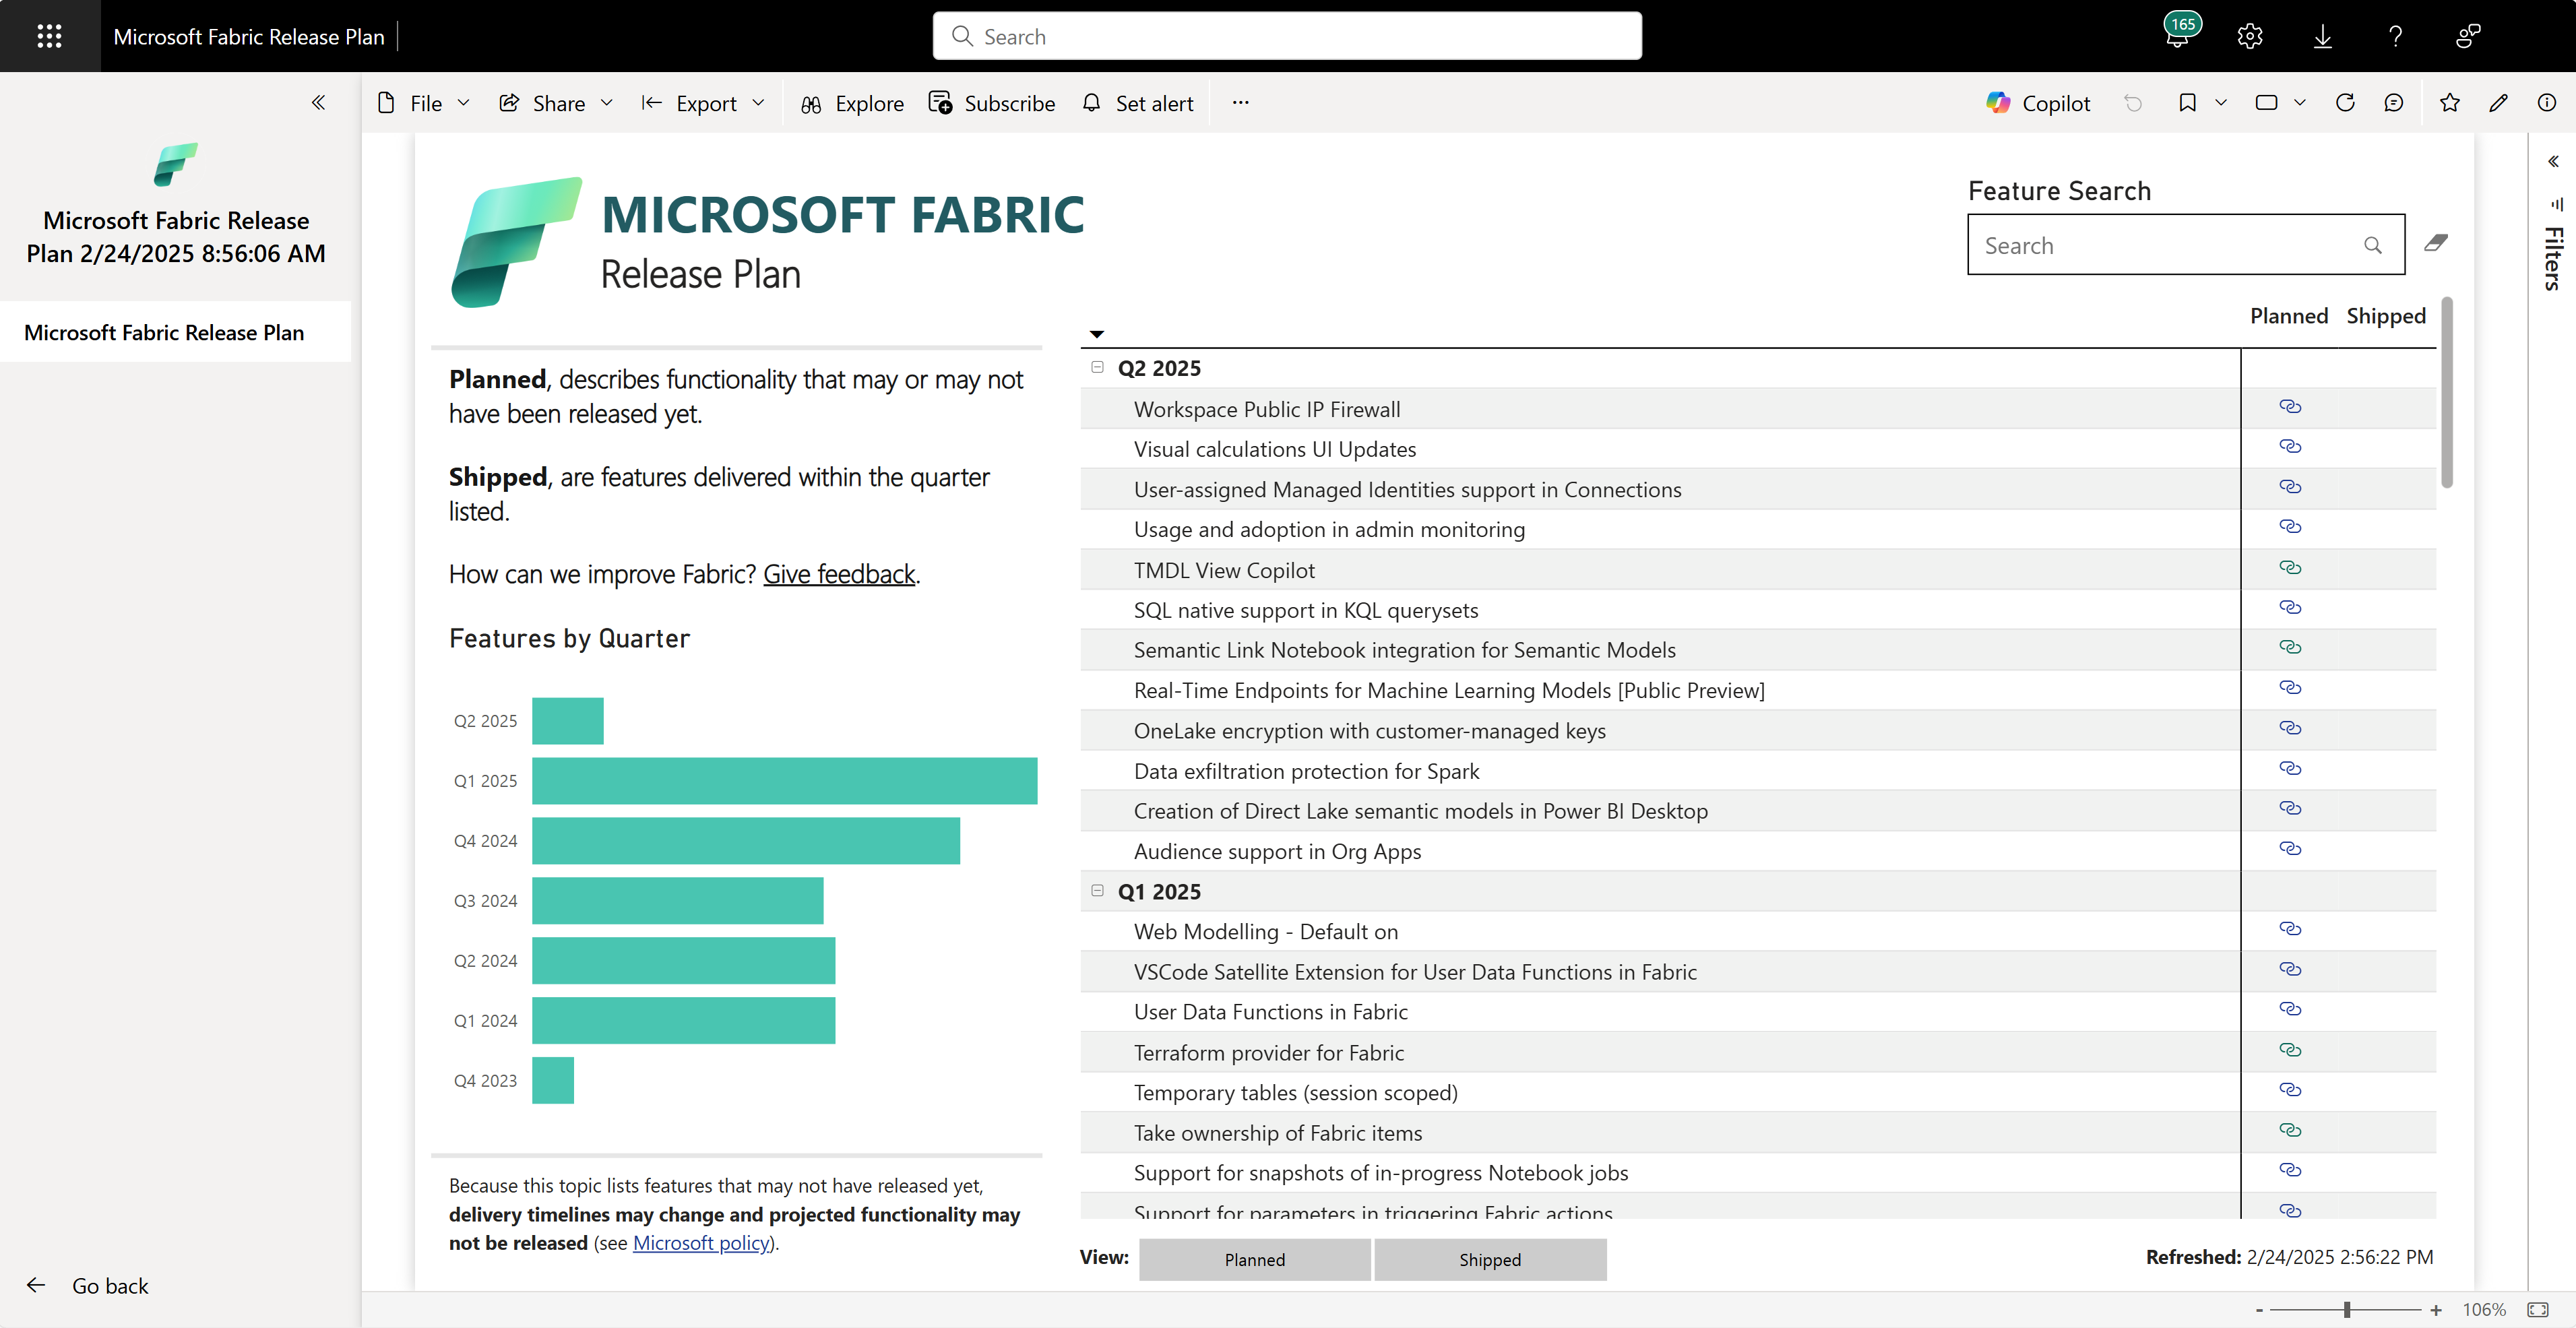 Microsoft Fabric Release Plan
Search
165
File
Share
Export
Explore
Subscribe
Set alert
Copilot
Microsoft Fabric Release
Plan 2/24/2025 8:56:06 AM
Microsoft Fabric Release Plan
Go back
MICROSOFT FABRIC
Release Plan
Feature Search
Search
Filters
Planned, describes functionality that may or may not
have been released yet.
Shipped, are features delivered within the quarter
listed.
How can we improve Fabric? Give feedback.
Features by Quarter
Q2 2025
Q1 2025
Q4 2024
Q3 2024
Q2 2024
Q1 2024
Q4 2023
Because this topic lists features that may not have released yet,
delivery timelines may change and projected functionality may
not be released (see Microsoft policy).
Planned Shipped
Q2 2025
Workspace Public IP Firewall
Visual calculations UI Updates
User-assigned Managed Identities support in Connections
Usage and adoption in admin monitoring
TMDL View Copilot
SQL native support in KQL querysets
Semantic Link Notebook integration for Semantic Models
Real-Time Endpoints for Machine Learning Models [Public Preview]
OneLake encryption with customer-managed keys
Data exfiltration protection for Spark
Creation of Direct Lake semantic models in Power BI Desktop
Audience support in Org Apps
Q1 2025
Web Modelling - Default on
VSCode Satellite Extension for User Data Functions in Fabric
User Data Functions in Fabric
Terraform provider for Fabric
Temporary tables (session scoped)
Take ownership of Fabric items
Support for snapshots of in-progress Notebook jobs
Support for parameters in triggering Fabric actions
View: Planned Shipped
Refreshed: 2/24/2025 2:56:22 PM
- + 106%